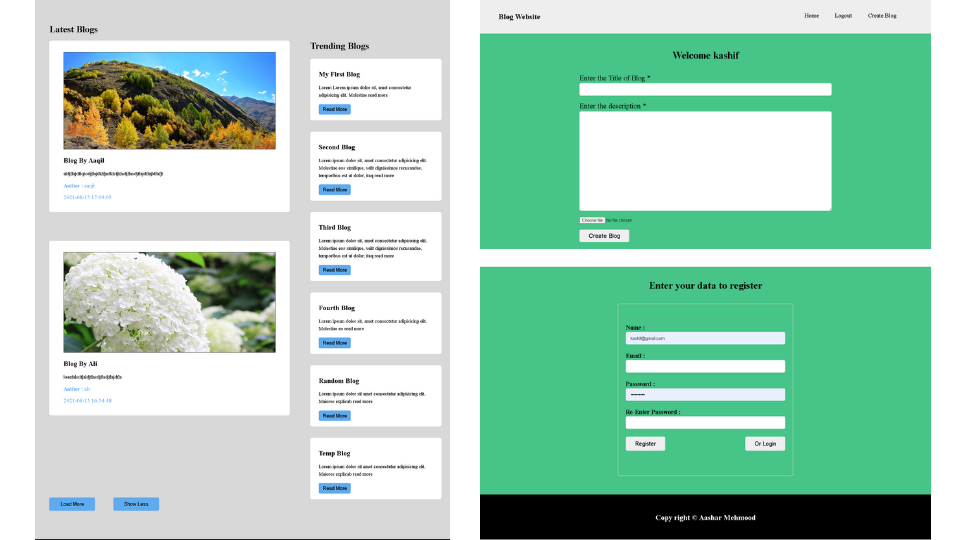 Latest Blogs
Blog By Aaqil
Author : aaqil
2021-08-15 17:09:03
Blog By Ali
Author : ali
2021-08-15 16:54:48
Load More
Show Less
Trending Blogs
My First Blog
Lorem Lorem ipsum dolor sit, amet consectetur
adipisicing elit. Molestiae read more
Read More
Second Blog
Lorem ipsum dolor sit, amet consectetur adipisicing elit.
Molestiae eos similique, velit dignissimos recusandae,
temporibus est ut dolor, itaq read more
Read More
Third Blog
Lorem ipsum dolor sit, amet consectetur adipisicing elit.
Molestiae eos similique, velit dignissimos recusandae,
temporibus est ut dolor, itaq read more
Read More
Fourth Blog
Lorem ipsum dolor sit, amet consectetur adipisicing elit.
Molestiae eo read more
Read More
Random Blog
Lorem ipsum dolor sit amet consectetur adipisicing elit.
Maiores explicab read more
Read More
Temp Blog
Lorem ipsum dolor sit amet consectetur adipisicing elit.
Maiores explicab read more
Read More
Blog Website
Home
Logout
Create Blog
Welcome kashif
Enter the Title of Blog *
Enter the description *
Choose file No file chosen
Create Blog
Enter your data to register
Name :
kashif@gmail.com
Email :
Password :
Re-Enter Password :
Register
Or Login
Copy right © Aashar Mehmood